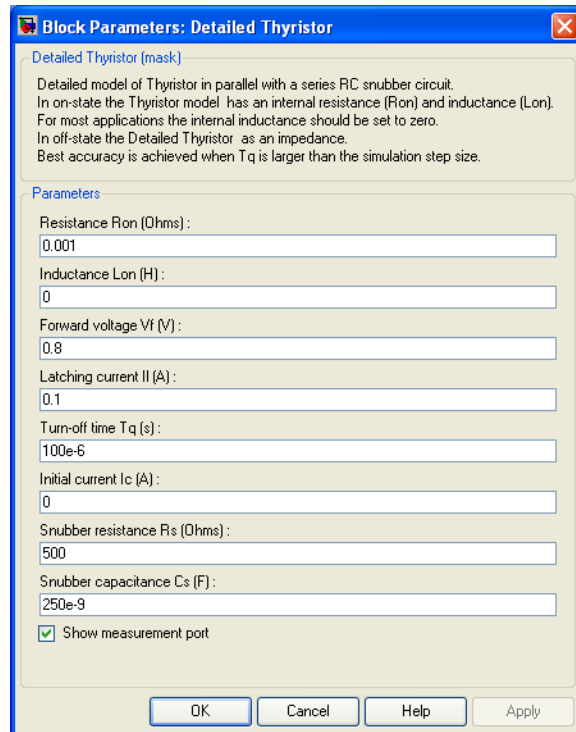 Block Parameters: Detailed Thyristor
Detailed Thyristor (mask)
Detailed model of Thyristor in parallel with a series RC snubber circuit.
In on-state the Thyristor model has an internal resistance (Ron) and inductance (Lon).
For most applications the internal inductance should be set to zero.
In off-state the Detailed Thyristor as an impedance.
Best accuracy is achieved when Tq is larger than the simulation step size.
Parameters
Resistance Ron (Ohms) :
0.001
Inductance Lon (H) :
0
Forward voltage Vf (V) :
0.8
Latching current Il (A) :
0.1
Turn-off time Tq (s) :
100e-6
Initial current Ic (A) :
0
Snubber resistance Rs (Ohms) :
500
Snubber capacitance Cs (F) :
250e-9
Show measurement port
OK Cancel Help Apply